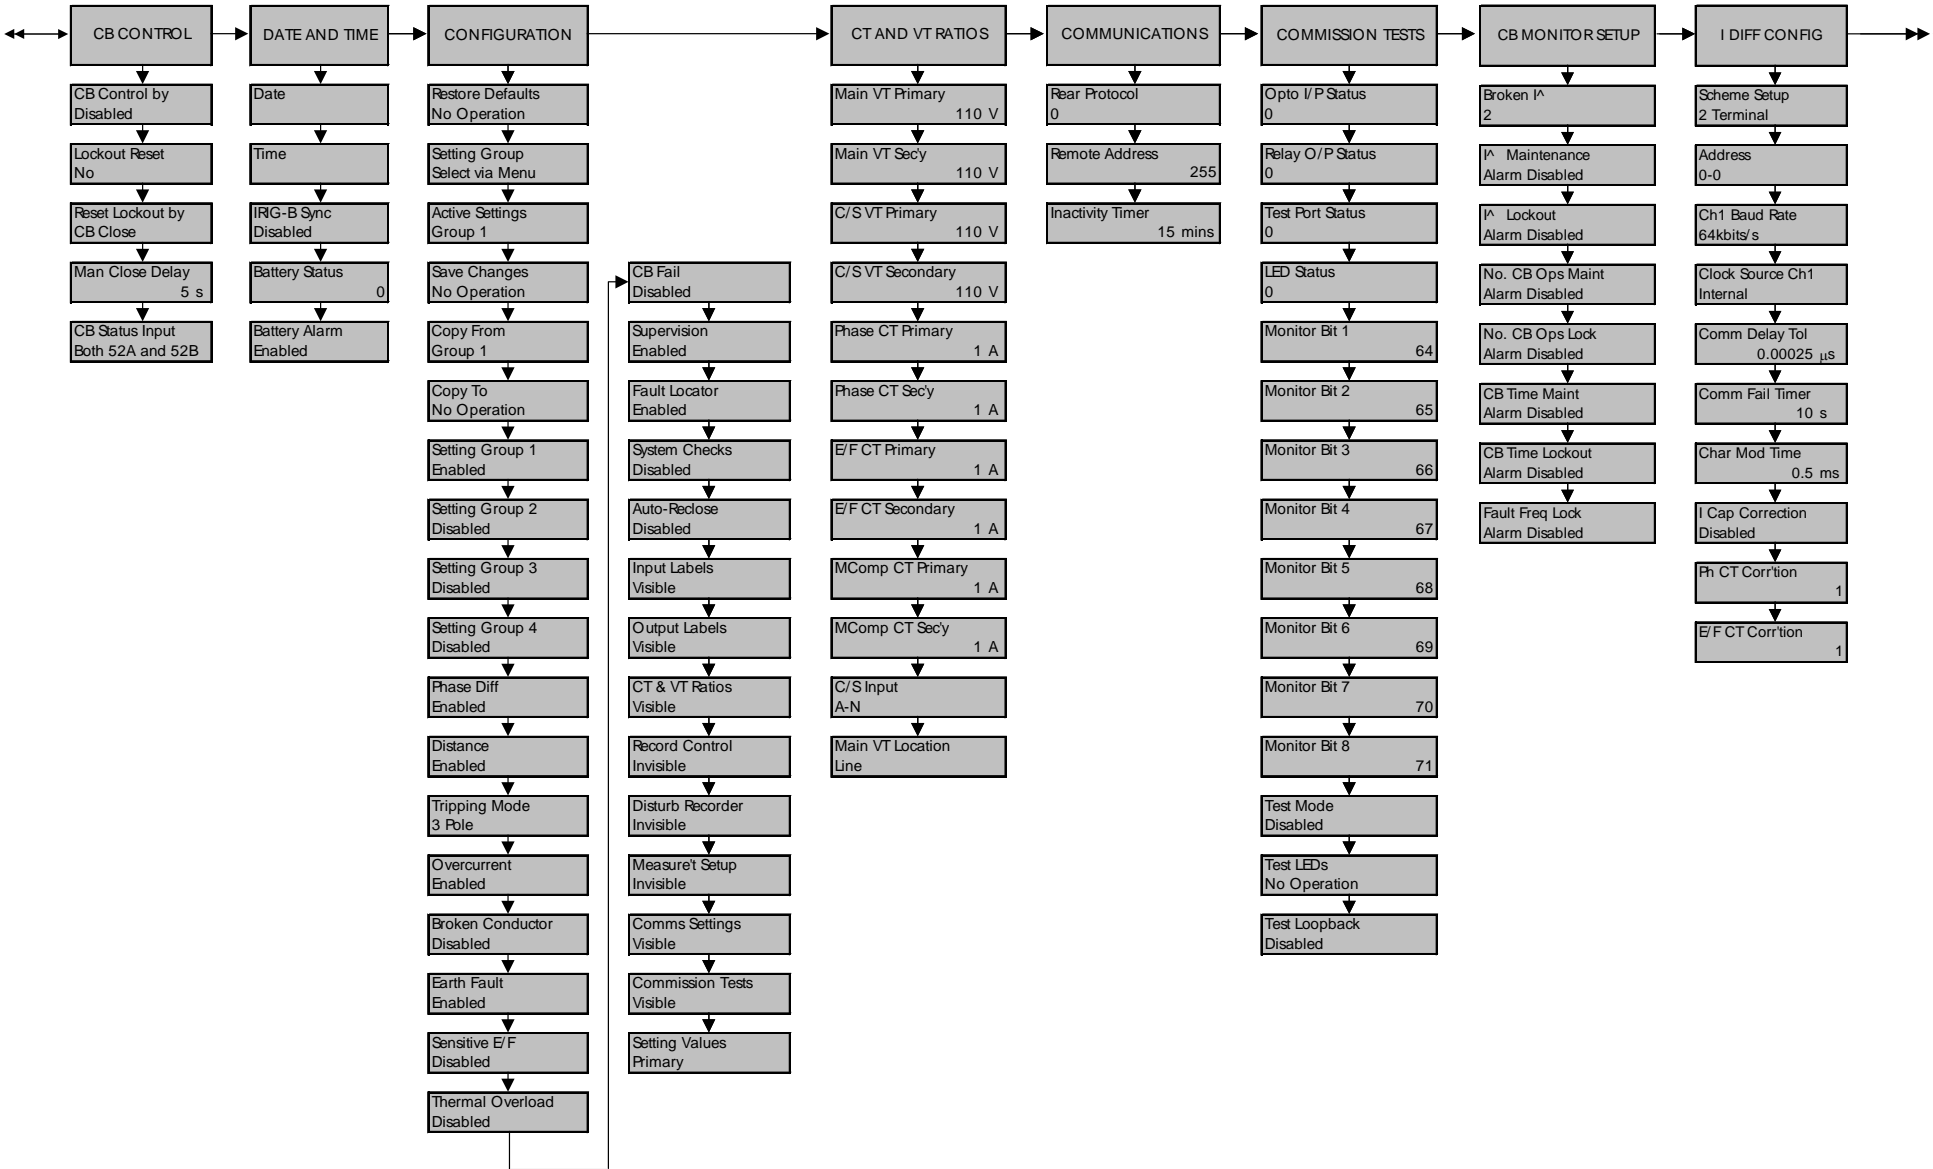 CB CONTROL
CB Control by
Disabled
Lockout Reset
No
Reset Lockout by
CB Close
Man Close Delay
5 s
CB Status Input
Both 52A and 52B
DATE AND TIME
Date
Time
IRIG-B Sync
Disabled
Battery Status
0
Battery Alarm
Enabled
CONFIGURATION
Restore Defaults
No Operation
Setting Group
Select via Menu
Active Settings
Group 1
Save Changes
No Operation
Copy From
Group 1
Copy To
No Operation
Setting Group 1
Enabled
Setting Group 2
Disabled
Setting Group 3
Disabled
Setting Group 4
Disabled
Phase Diff
Enabled
Distance
Enabled
Tripping Mode
3 Pole
Overcurrent
Enabled
Broken Conductor
Disabled
Earth Fault
Enabled
Sensitive E/F
Disabled
Thermal Overload
Disabled
CB Fail
Disabled
Supervision
Enabled
Fault Locator
Enabled
System Checks
Disabled
Auto-Reclose
Disabled
Input Labels
Visible
Output Labels
Visible
CT & VT Ratios
Visible
Record Control
Invisible
Disturb Recorder
Invisible
Measure't Setup
Invisible
Comms Settings
Visible
Commission Tests
Visible
Setting Values
Primary
CT AND VT RATIOS
Main VT Primary
110 V
Main VT Sec'y
110 V
C/S VT Primary
110 V
C/S VT Secondary
110 V
Phase CT Primary
1 A
Phase CT Sec'y
1 A
E/F CT Primary
1 A
E/F CT Secondary
1 A
MComp CT Primary
1 A
MComp CT Sec'y
1 A
C/S Input
A-N
Main VT Location
Line
COMMUNICATIONS
Rear Protocol
0
Remote Address
255
Inactivity Timer
15 mins
COMMISSION TESTS
Opto I/P Status
0
Relay O/P Status
0
Test Port Status
0
LED Status
0
Monitor Bit 1
64
Monitor Bit 2
65
Monitor Bit 3
66
Monitor Bit 4
67
Monitor Bit 5
68
Monitor Bit 6
69
Monitor Bit 7
70
Monitor Bit 8
71
Test Mode
Disabled
Test LEDs
No Operation
Test Loopback
Disabled
CB MONITOR SETUP
Broken I^
2
I^ Maintenance
Alarm Disabled
I^ Lockout
Alarm Disabled
No. CB Ops Maint
Alarm Disabled
No. CB Ops Lock
Alarm Disabled
CB Time Maint
Alarm Disabled
CB Time Lockout
Alarm Disabled
Fault Freq Lock
Alarm Disabled
I DIFF CONFIG
Scheme Setup
2 Terminal
Address
0-0
Ch1 Baud Rate
64kbits/s
Clock Source Ch1
Internal
Comm Delay Tol
0.00025 µs
Comm Fail Timer
10 s
Char Mod Time
0.5 ms
I Cap Correction
Disabled
Ph CT Corr'tion
1
E/F CT Corr'tion
1